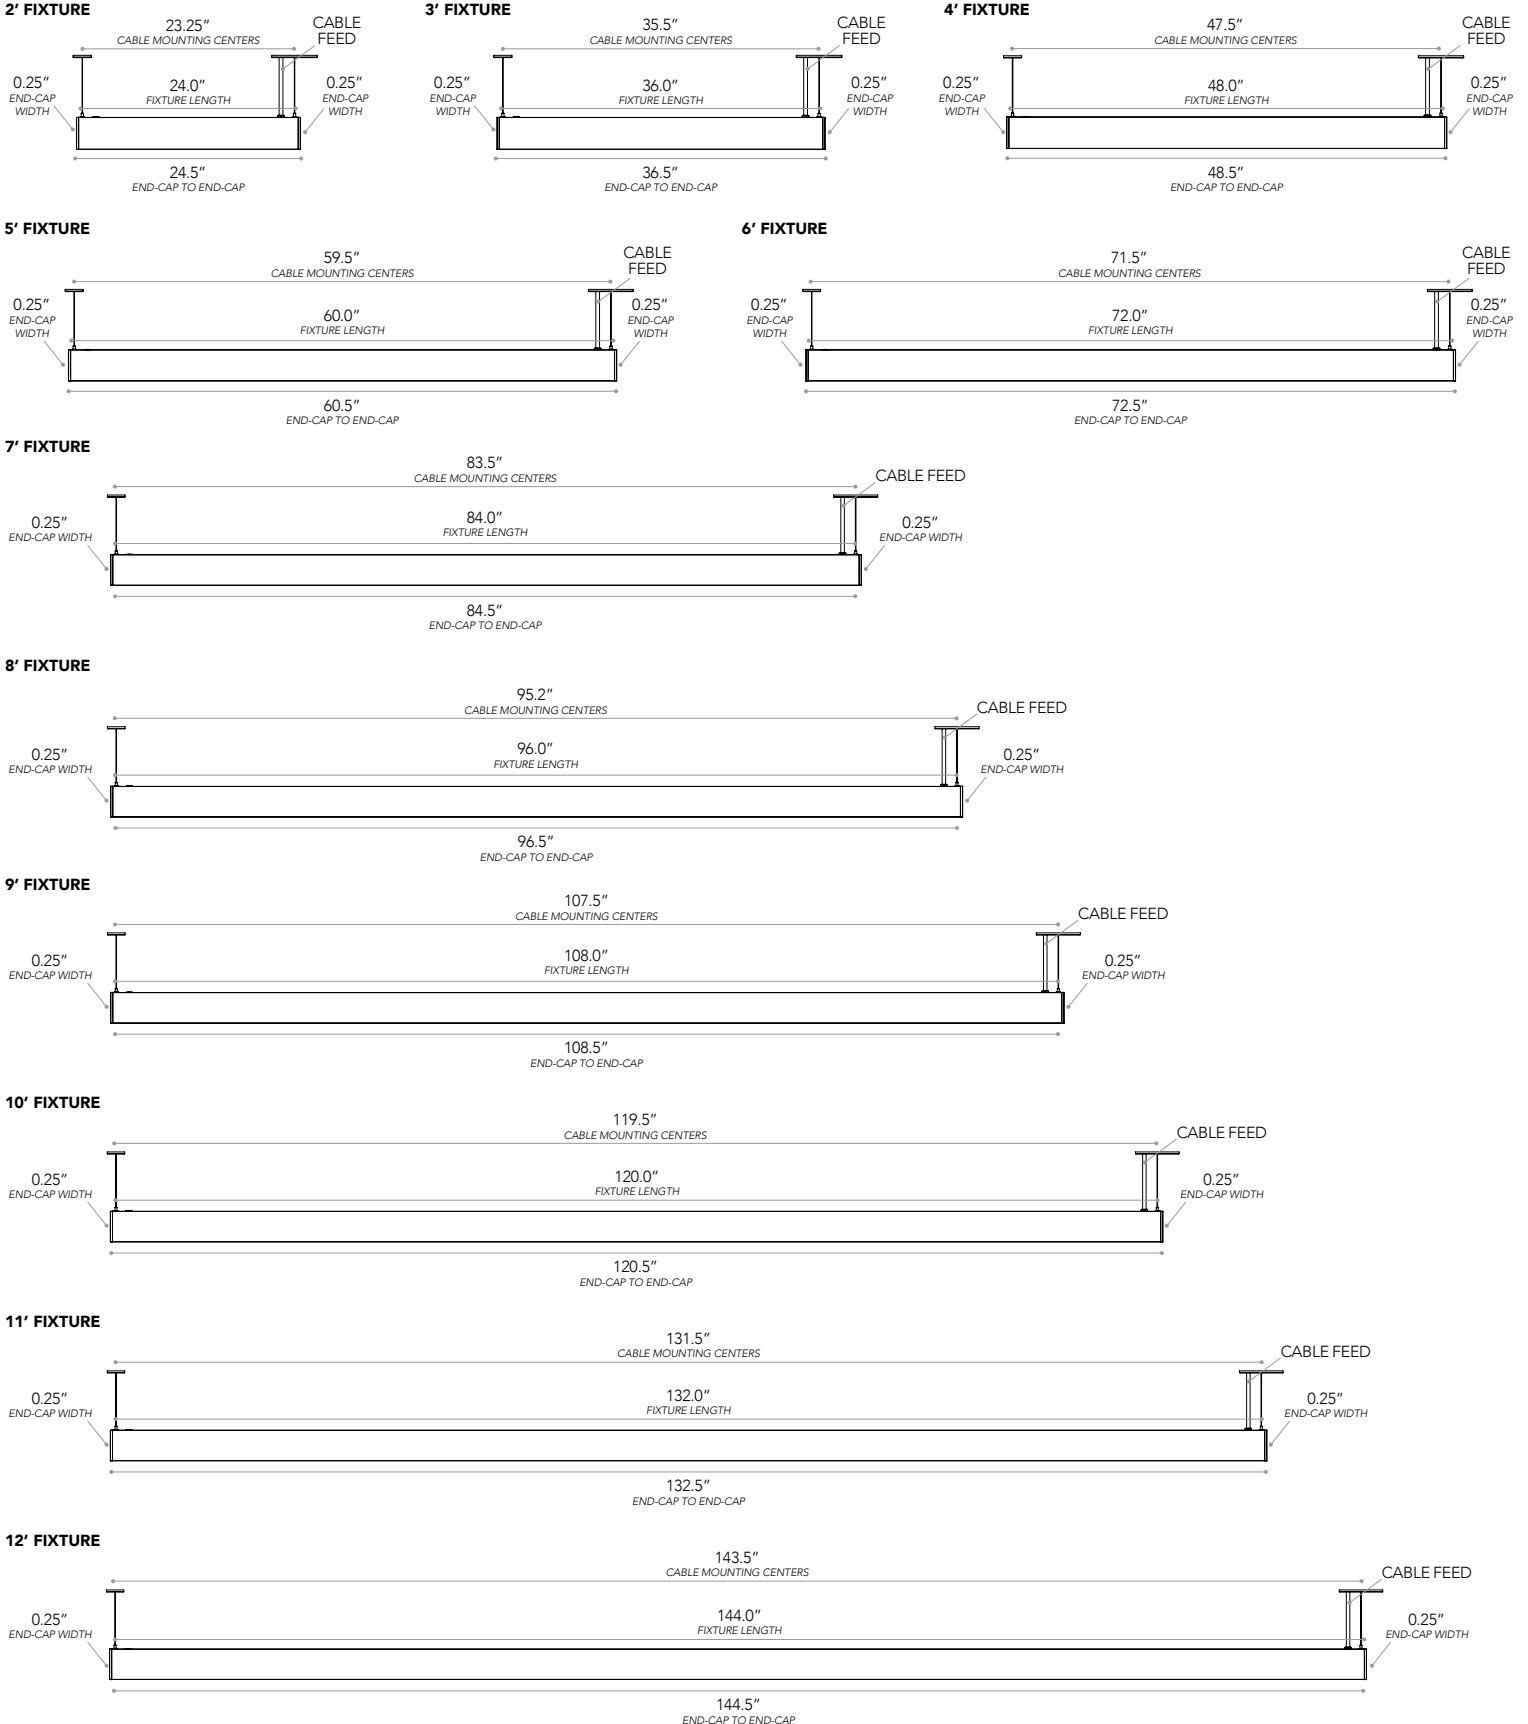 2′ FIXTURE
23.25″
CABLE MOUNTING CENTERS
CABLE
FEED
0.25″
END-CAP
WIDTH
24.0″
FIXTURE LENGTH
0.25″
END-CAP
WIDTH
24.5″
END-CAP TO END-CAP
3′ FIXTURE
35.5″
CABLE MOUNTING CENTERS
CABLE
FEED
0.25″
END-CAP
WIDTH
36.0″
FIXTURE LENGTH
0.25″
END-CAP
WIDTH
36.5″
END-CAP TO END-CAP
4′ FIXTURE
47.5″
CABLE MOUNTING CENTERS
CABLE
FEED
0.25″
END-CAP
WIDTH
48.0″
FIXTURE LENGTH
0.25″
END-CAP
WIDTH
48.5″
END-CAP TO END-CAP
5′ FIXTURE
59.5″
CABLE MOUNTING CENTERS
CABLE
FEED
0.25″
END-CAP
WIDTH
60.0″
FIXTURE LENGTH
0.25″
END-CAP
WIDTH
60.5″
END-CAP TO END-CAP
6′ FIXTURE
71.5″
CABLE MOUNTING CENTERS
CABLE
FEED
0.25″
END-CAP
WIDTH
72.0″
FIXTURE LENGTH
0.25″
END-CAP
WIDTH
72.5″
END-CAP TO END-CAP
7′ FIXTURE
83.5″
CABLE MOUNTING CENTERS
CABLE FEED
0.25″
END-CAP WIDTH
84.0″
FIXTURE LENGTH
0.25″
END-CAP WIDTH
84.5″
END-CAP TO END-CAP
8′ FIXTURE
95.2″
CABLE MOUNTING CENTERS
CABLE FEED
0.25″
END-CAP WIDTH
96.0″
FIXTURE LENGTH
0.25″
END-CAP WIDTH
96.5″
END-CAP TO END-CAP
9′ FIXTURE
107.5″
CABLE MOUNTING CENTERS
CABLE FEED
0.25″
END-CAP WIDTH
108.0″
FIXTURE LENGTH
0.25″
END-CAP WIDTH
108.5″
END-CAP TO END-CAP
10′ FIXTURE
119.5″
CABLE MOUNTING CENTERS
CABLE FEED
0.25″
END-CAP WIDTH
120.0″
FIXTURE LENGTH
0.25″
END-CAP WIDTH
120.5″
END-CAP TO END-CAP
11′ FIXTURE
131.5″
CABLE MOUNTING CENTERS
CABLE FEED
0.25″
END-CAP WIDTH
132.0″
FIXTURE LENGTH
0.25″
END-CAP WIDTH
132.5″
END-CAP TO END-CAP
12′ FIXTURE
143.5″
CABLE MOUNTING CENTERS
CABLE FEED
0.25″
END-CAP WIDTH
144.0″
FIXTURE LENGTH
0.25″
END-CAP WIDTH
144.5″
END-CAP TO END-CAP